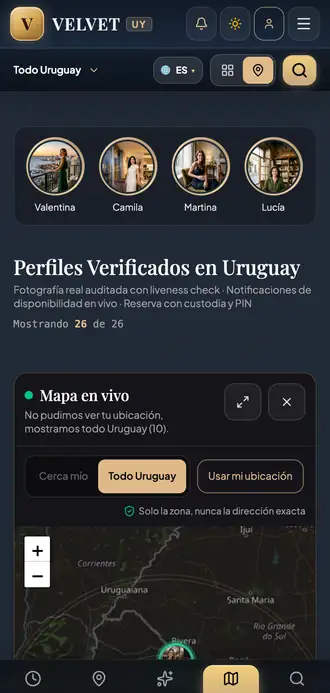 V VELVET UY
Todo Uruguay ES
Valentina Camila Martina Lucía
Perfiles Verificados en Uruguay
Fotografía real auditada con liveness check · Notificaciones de
disponibilidad en vivo · Reserva con custodia y PIN
Mostrando 26 de 26
Mapa en vivo
No pudimos ver tu ubicación,
mostramos todo Uruguay (10).
Cerca mío Todo Uruguay Usar mi ubicación
Solo la zona, nunca la dirección exacta
+
Ijuí
Corrientes
−
Uruguaiana
Santa Maria
Rio Grande
do Sul
Rivera